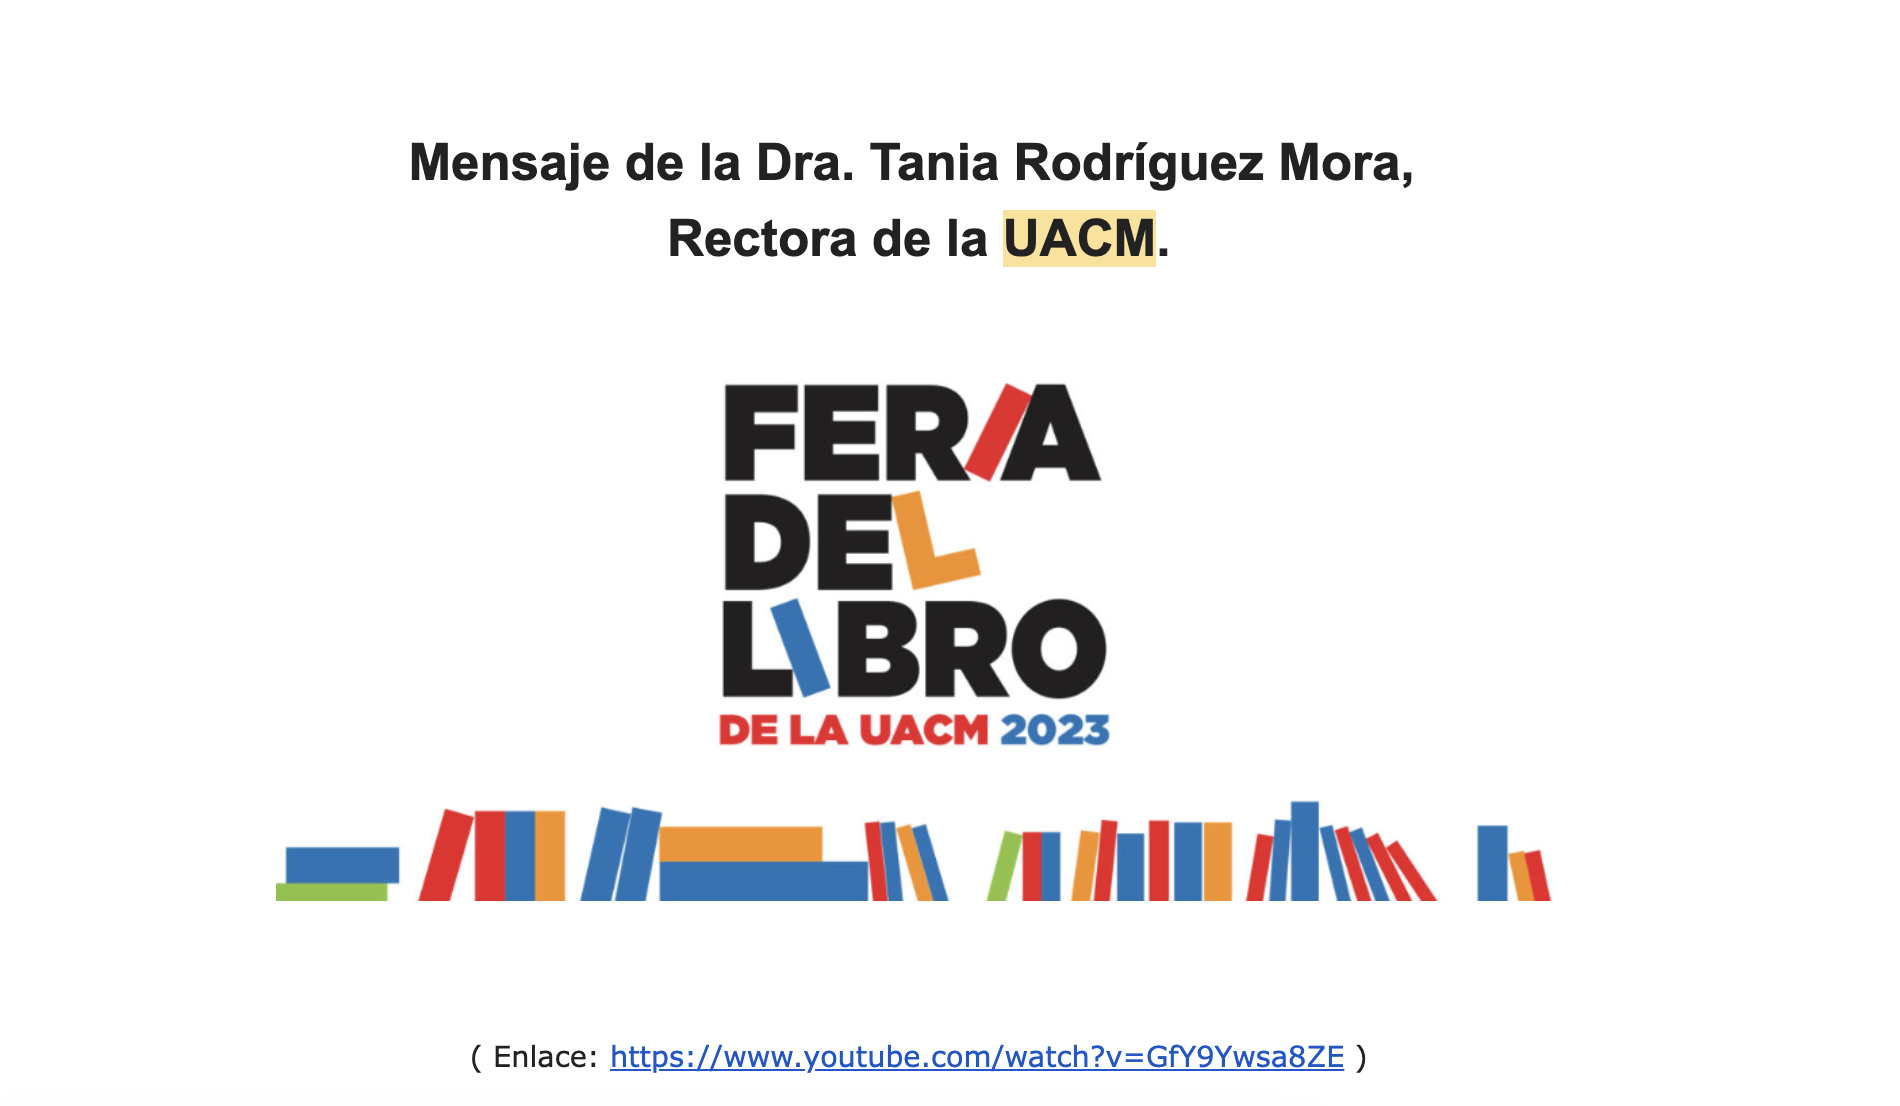 Mensaje de la Dra. Tania Rodríguez Mora,
Rectora de la UACM.
FERIA
DEL
LIBRO
DE LA UACM 2023
( Enlace: https://www.youtube.com/watch?v=GfY9Ywsa8ZE )